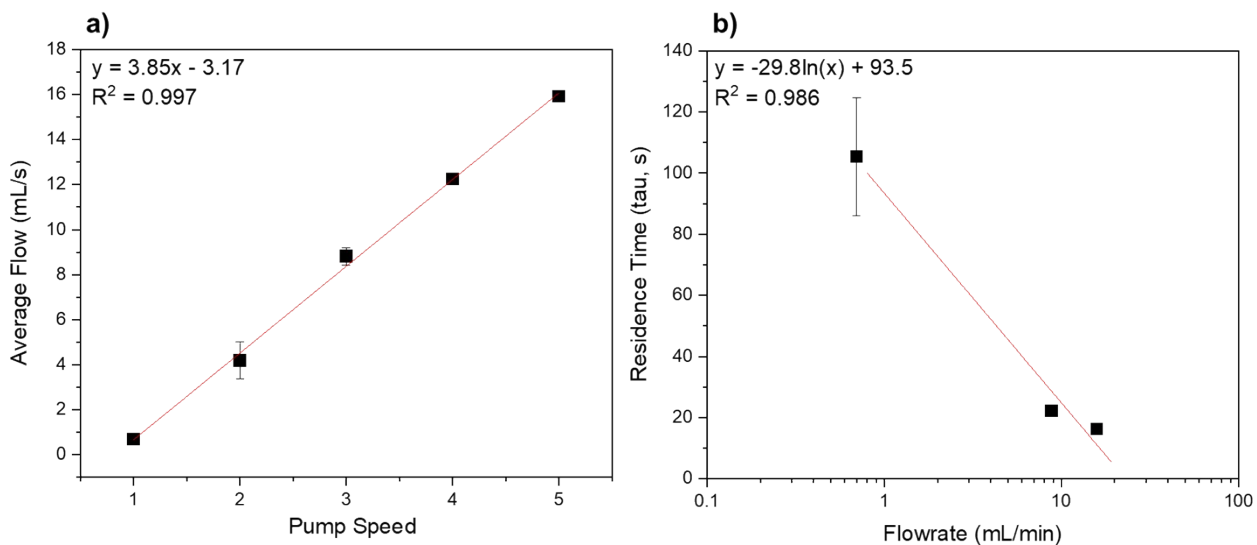 a)
y = 3.85x - 3.17
R² = 0.997
18
16
14
12
10
8
6
4
2
0
Average Flow (mL/s)
1 2 3 4 5
Pump Speed
b)
y = -29.8ln(x) + 93.5
R² = 0.986
140
120
100
80
60
40
20
0
Residence Time (tau, s)
0.1 1 10 100
Flowrate (mL/min)